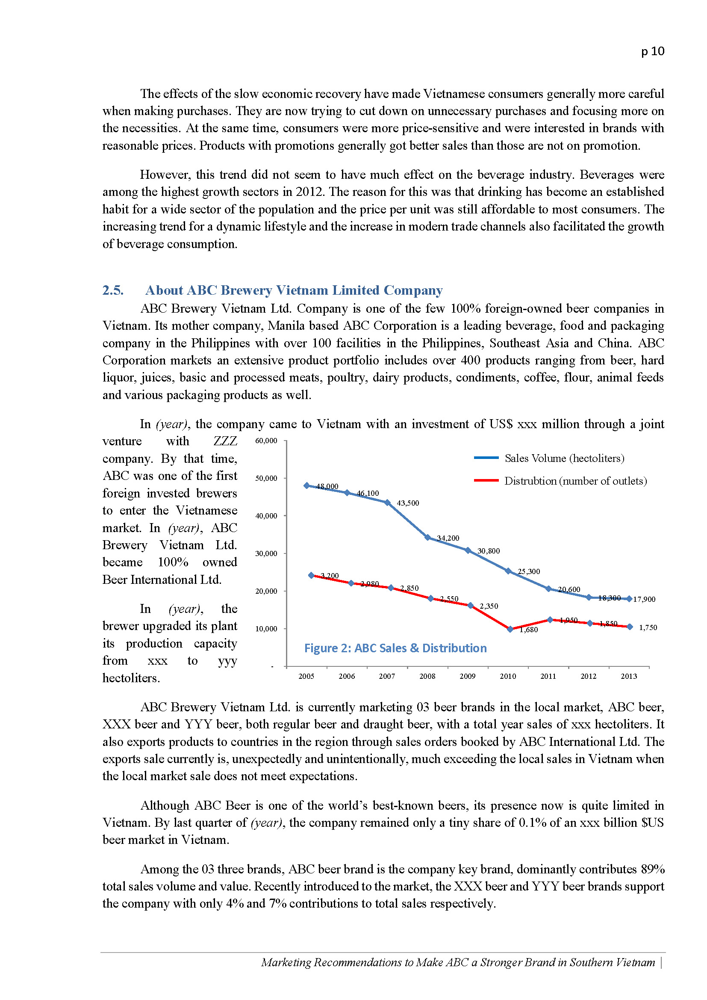 p 10
The effects of the slow economic recovery have made Vietnamese consumers generally more careful
when making purchases. They are now trying to cut down on unnecessary purchases and focusing more on
the necessities. At the same time, consumers were more price-sensitive and were interested in brands with
reasonable prices. Products with promotions generally got better sales than those are not on promotion.
However, this trend did not seem to have much effect on the beverage industry. Beverages were
among the highest growth sectors in 2012. The reason for this was that drinking has become an established
habit for a wide sector of the population and the price per unit was still affordable to most consumers. The
increasing trend for a dynamic lifestyle and the increase in modern trade channels also facilitated the growth
of beverage consumption.
2.5. About ABC Brewery Vietnam Limited Company
ABC Brewery Vietnam Ltd. Company is one of the few 100% foreign-owned beer companies in
Vietnam. Its mother company, Manila based ABC Corporation is a leading beverage, food and packaging
company in the Philippines with over 100 facilities in the Philippines, Southeast Asia and China. ABC
Corporation markets an extensive product portfolio includes over 400 products ranging from beer, hard
liquor, juices, basic and processed meats, poultry, dairy products, condiments, coffee, flour, animal feeds
and various packaging products as well.
In (year), the company came to Vietnam with an investment of US$ xxx million through a joint
venture with ZZZ
company. By that time,
ABC was one of the first
foreign invested brewers
to enter the Vietnamese
market. In (year), ABC
Brewery Vietnam Ltd.
became 100% owned
Beer International Ltd.
In (year), the
brewer upgraded its plant
its production capacity
from xxx to yyy
hectoliters.
60,000
50,000
40,000
30,000
20,000
10,000
-
Sales Volume (hectoliters)
Distrubtion (number of outlets)
48,000
46,100
43,500
34,200
30,800
25,300
20,600
18,300
17,900
3,200
2,980
2,850
2,550
2,350
1,680
1,950
1,850
1,750
Figure 2: ABC Sales & Distribution
2005 2006 2007 2008 2009 2010 2011 2012 2013
ABC Brewery Vietnam Ltd. is currently marketing 03 beer brands in the local market, ABC beer,
XXX beer and YYY beer, both regular beer and draught beer, with a total year sales of xxx hectoliters. It
also exports products to countries in the region through sales orders booked by ABC International Ltd. The
exports sale currently is, unexpectedly and unintentionally, much exceeding the local sales in Vietnam when
the local market sale does not meet expectations.
Although ABC Beer is one of the world’s best-known beers, its presence now is quite limited in
Vietnam. By last quarter of (year), the company remained only a tiny share of 0.1% of an xxx billion $US
beer market in Vietnam.
Among the 03 three brands, ABC beer brand is the company key brand, dominantly contributes 89%
total sales volume and value. Recently introduced to the market, the XXX beer and YYY beer brands support
the company with only 4% and 7% contributions to total sales respectively.
Marketing Recommendations to Make ABC a Stronger Brand in Southern Vietnam |